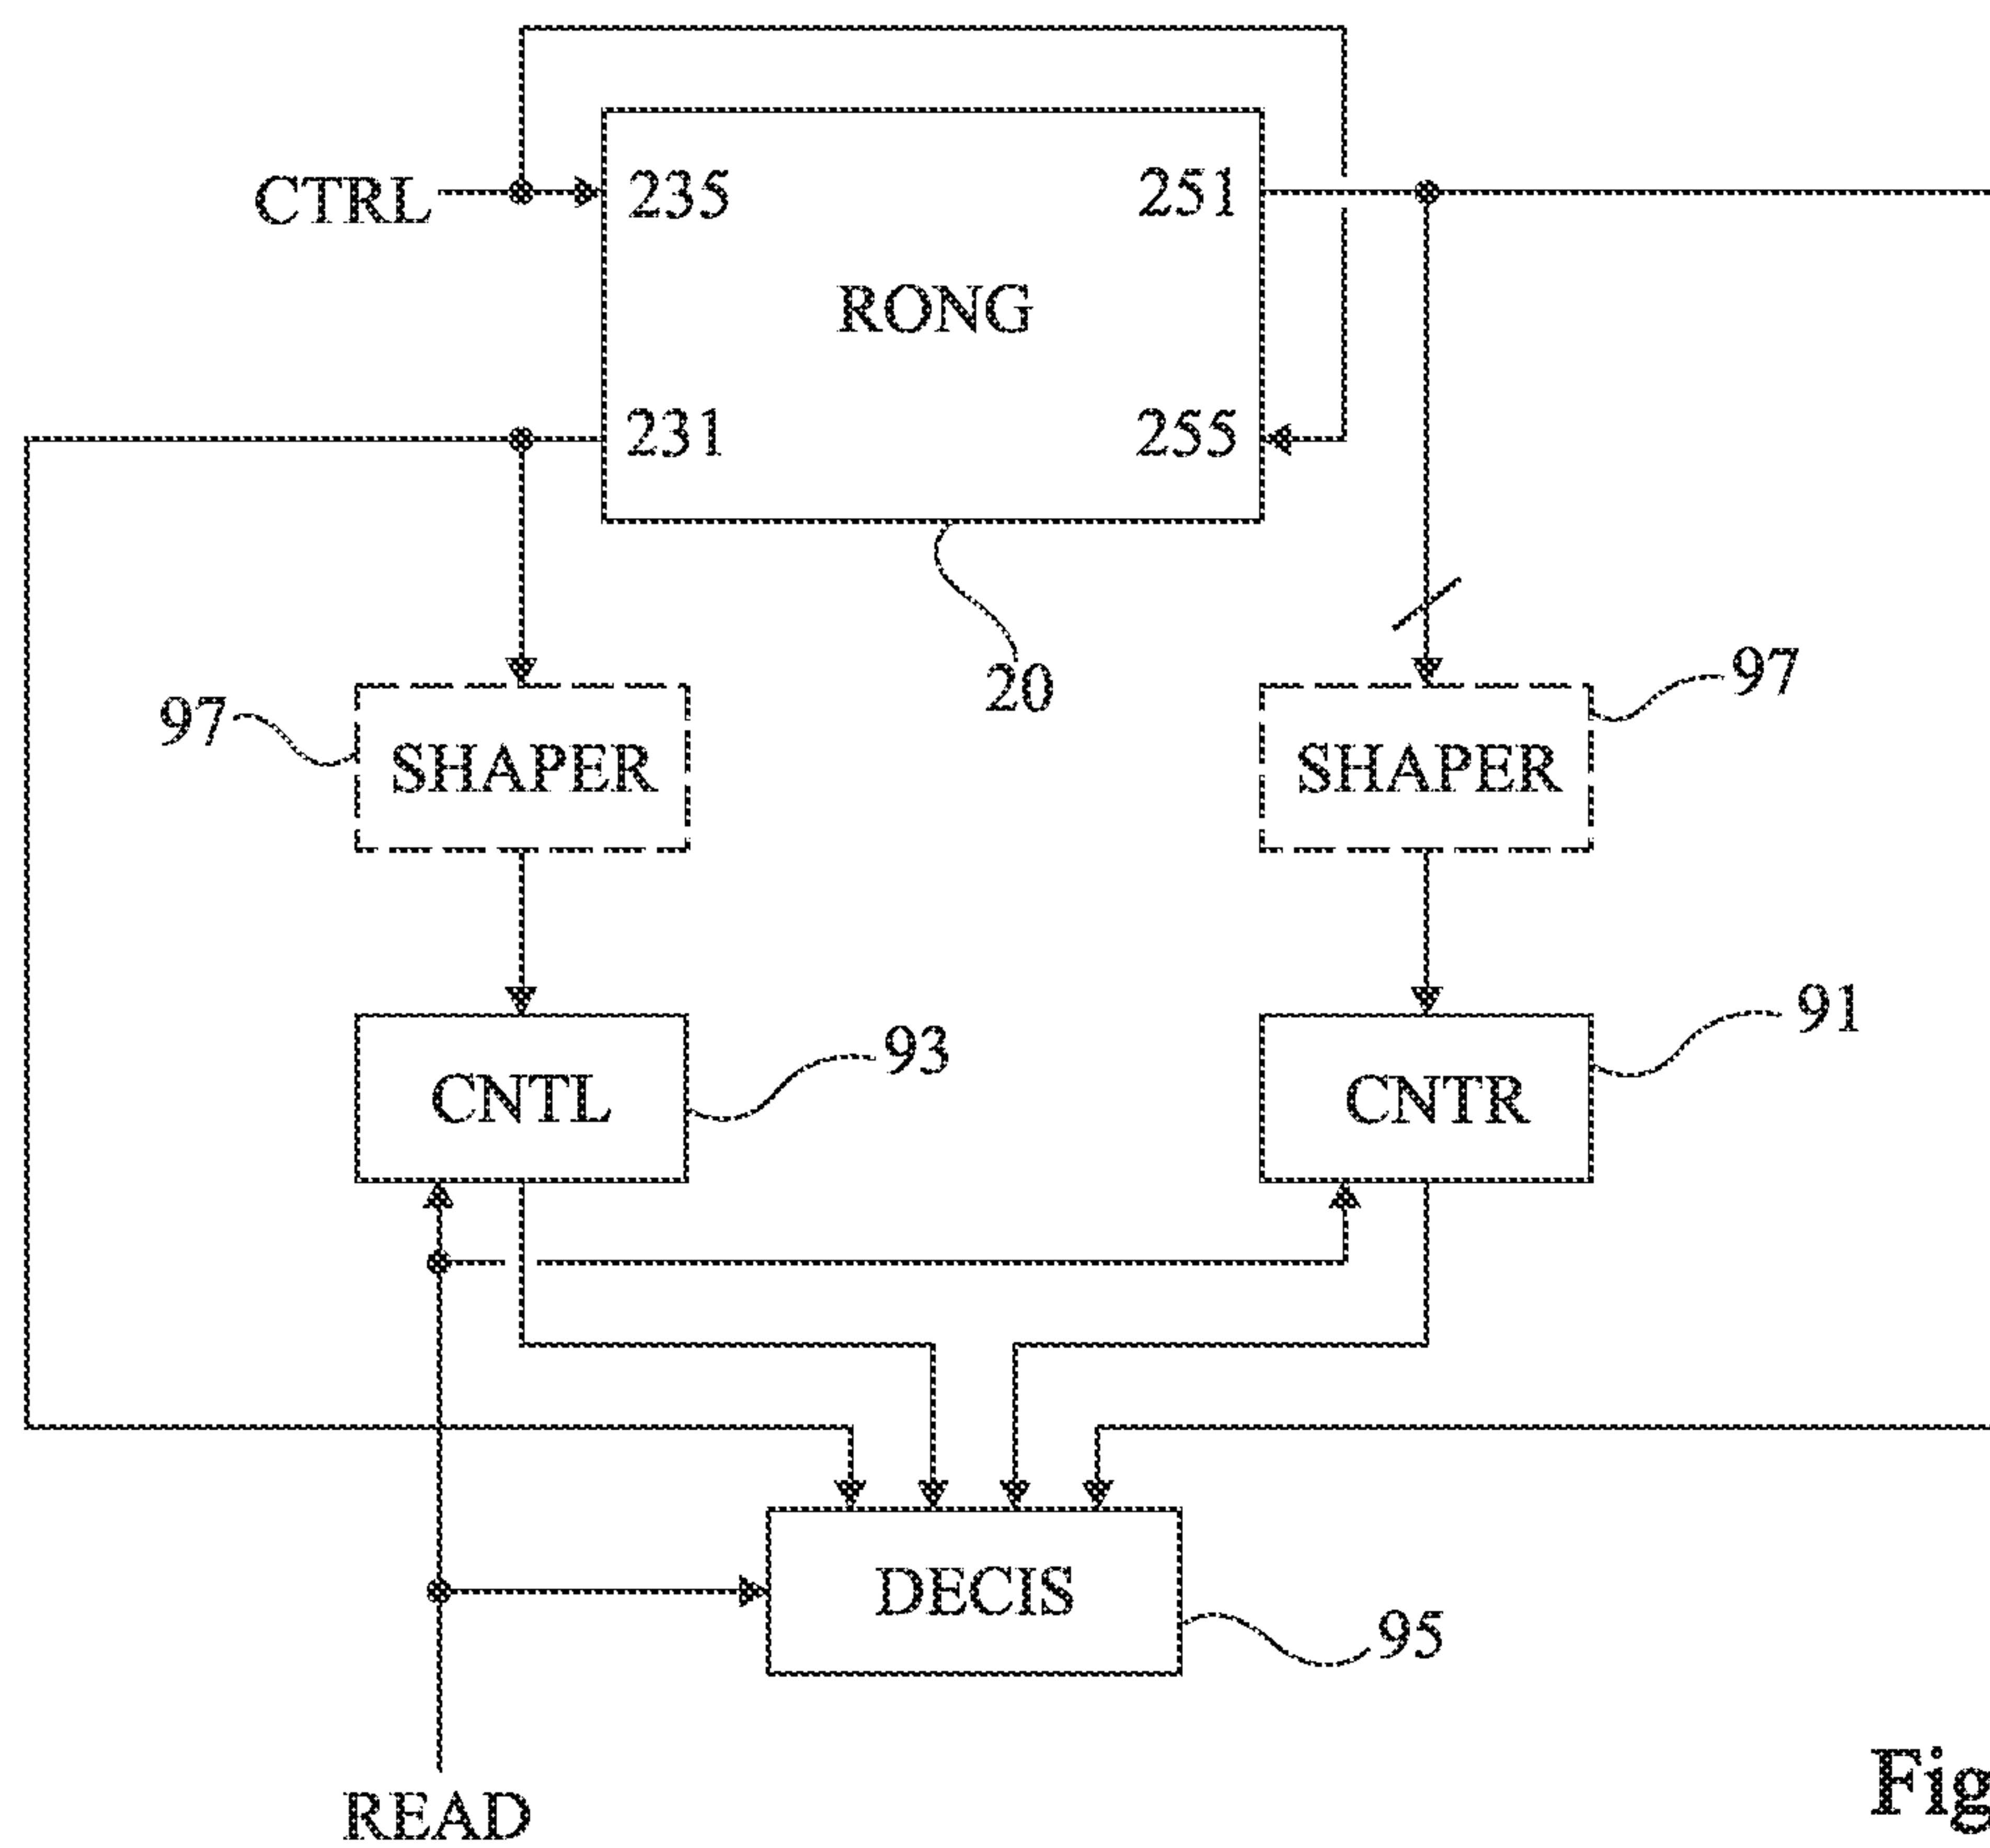 CTRL
235
251
RONG
231
255
20
97
SHAPER
SHAPER
97
CNTL
93
CNTR
91
DECIS
95
READ
Fig